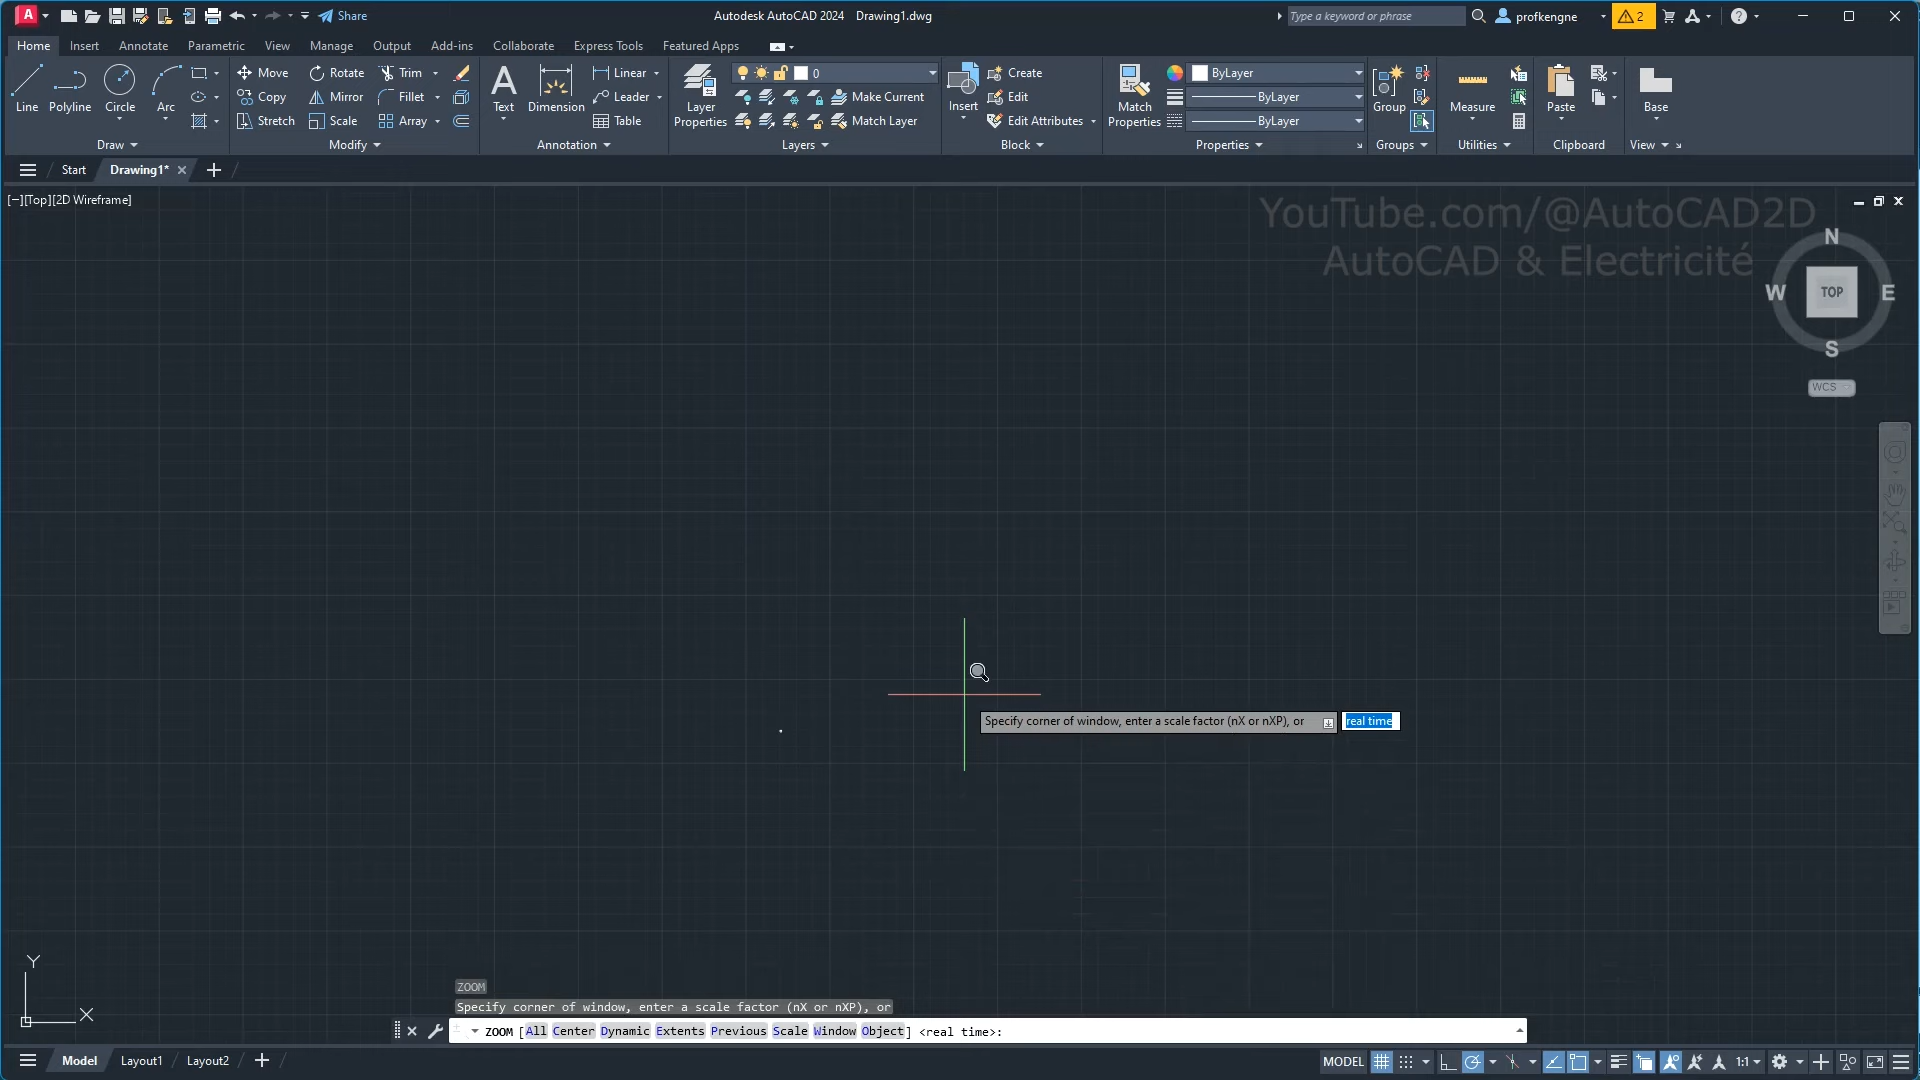 Share
Autodesk AutoCAD 2024 Drawing1.dwg
Type a keyword or phrase
profkengne
2
Home Insert Annotate Parametric View Manage Output Add-ins Collaborate Express Tools Featured Apps
Line Polyline Circle Arc
Move Rotate Trim
Copy Mirror Fillet
Stretch Scale Array
Text Dimension
Linear
Leader
Table
Layer Properties
0
Make Current
Match Layer
Insert
Create
Edit
Edit Attributes
Match Properties
ByLayer
ByLayer
ByLayer
Group
Measure
Paste
Base
Draw Modify Annotation Layers Block Properties Groups Utilities Clipboard View
Start Drawing1*
[−][Top][2D Wireframe]
YouTube.com/@AutoCAD2D
AutoCAD & Electricité
N
W TOP E
S
WCS
Specify corner of window, enter a scale factor (nX or nXP), or real time
Y
X
ZOOM
Specify corner of window, enter a scale factor (nX or nXP), or
ZOOM [All Center Dynamic Extents Previous Scale Window Object] <real time>:
Model Layout1 Layout2
MODEL 1:1